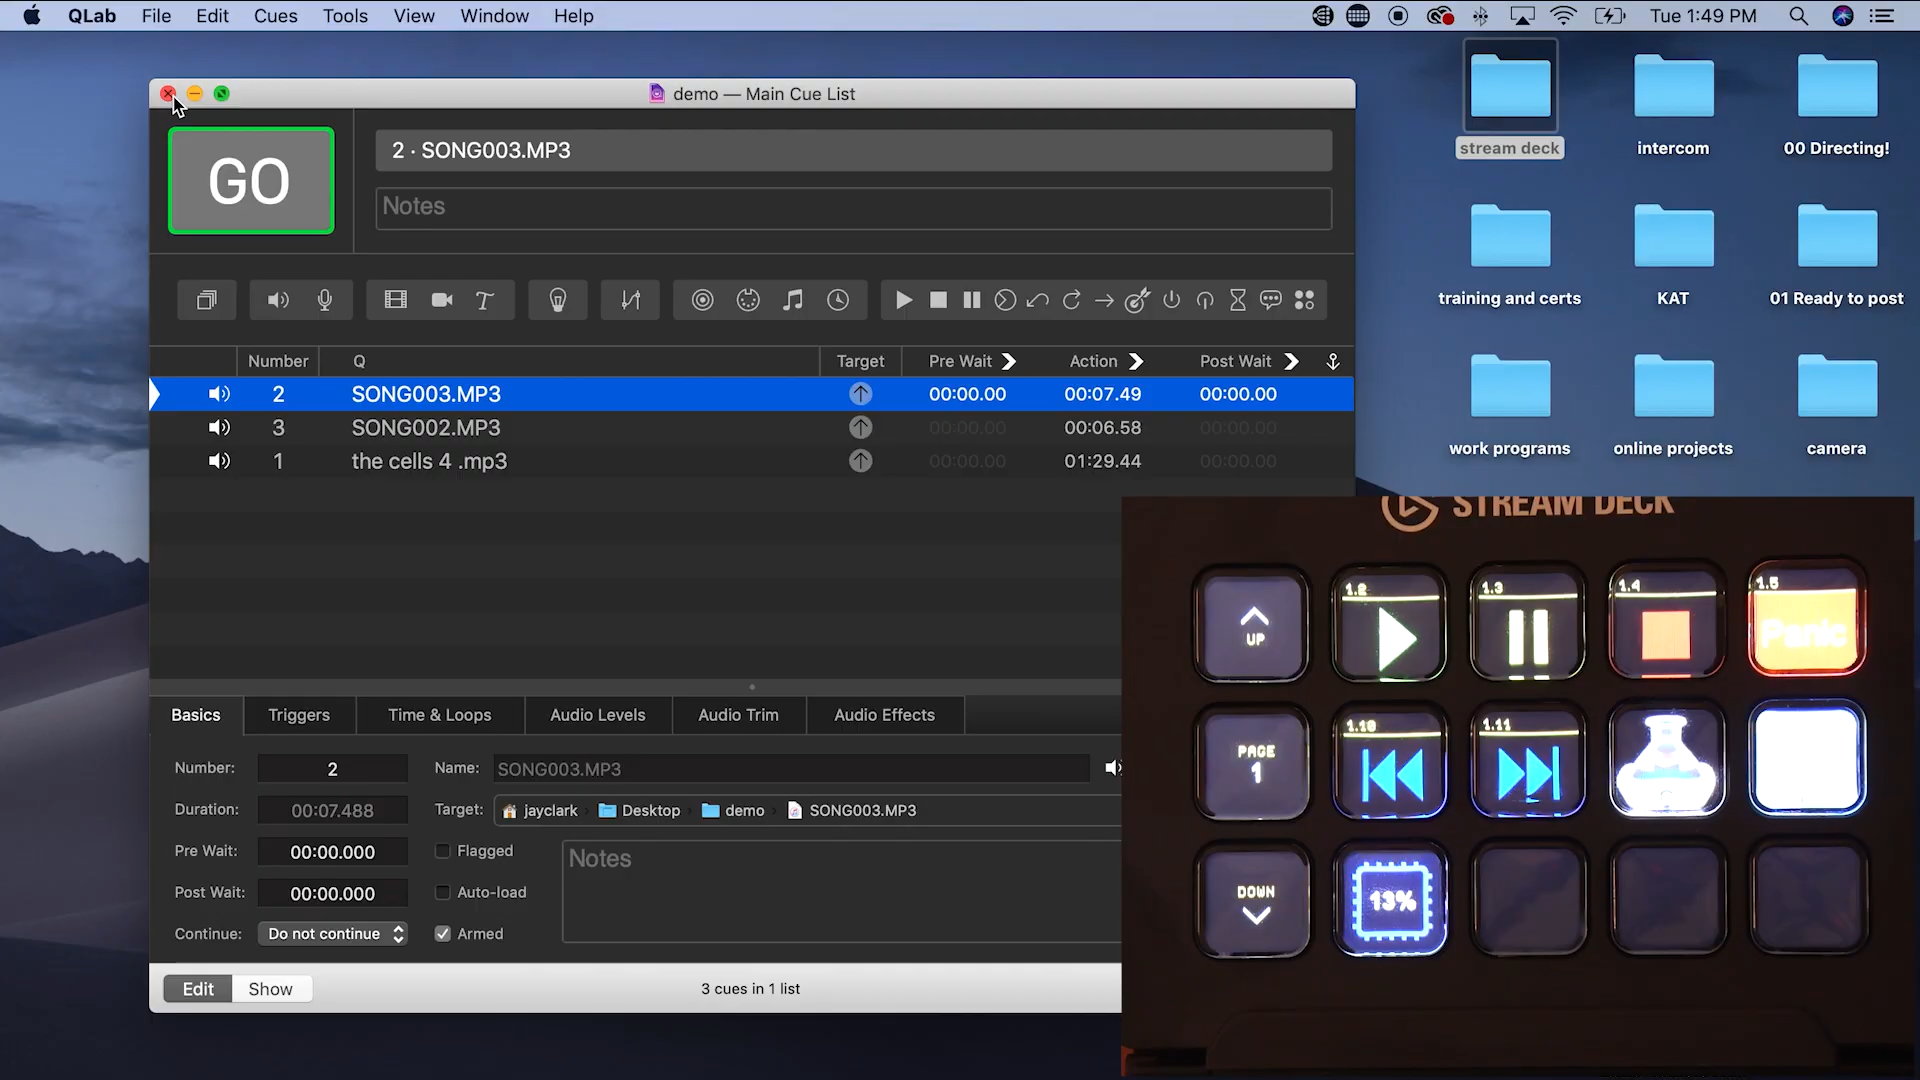 QLab File Edit Cues Tools View Window Help Tue 1:49 PM
demo — Main Cue List
GO
2 · SONG003.MP3
Notes
Number Q Target Pre Wait Action Post Wait
2 SONG003.MP3 00:00.00 00:07.49 00:00.00
3 SONG002.MP3 00:00.00 00:06.58 00:00.00
1 the cells 4 .mp3 00:00.00 01:29.44 00:00.00
Basics Triggers Time & Loops Audio Levels Audio Trim Audio Effects
Number: 2 Name: SONG003.MP3
Duration: 00:07.488 Target: jayclark Desktop demo SONG003.MP3
Pre Wait: 00:00.000 Flagged Notes
Post Wait: 00:00.000 Auto-load
Continue: Do not continue Armed
Edit Show 3 cues in 1 list
stream deck intercom 00 Directing!
training and certs KAT 01 Ready to post
work programs online projects camera
STREAM DECK
UP 1.2 1.3 1.4 1.5
Panic
PAGE 1.10 1.11
1
DOWN 13%